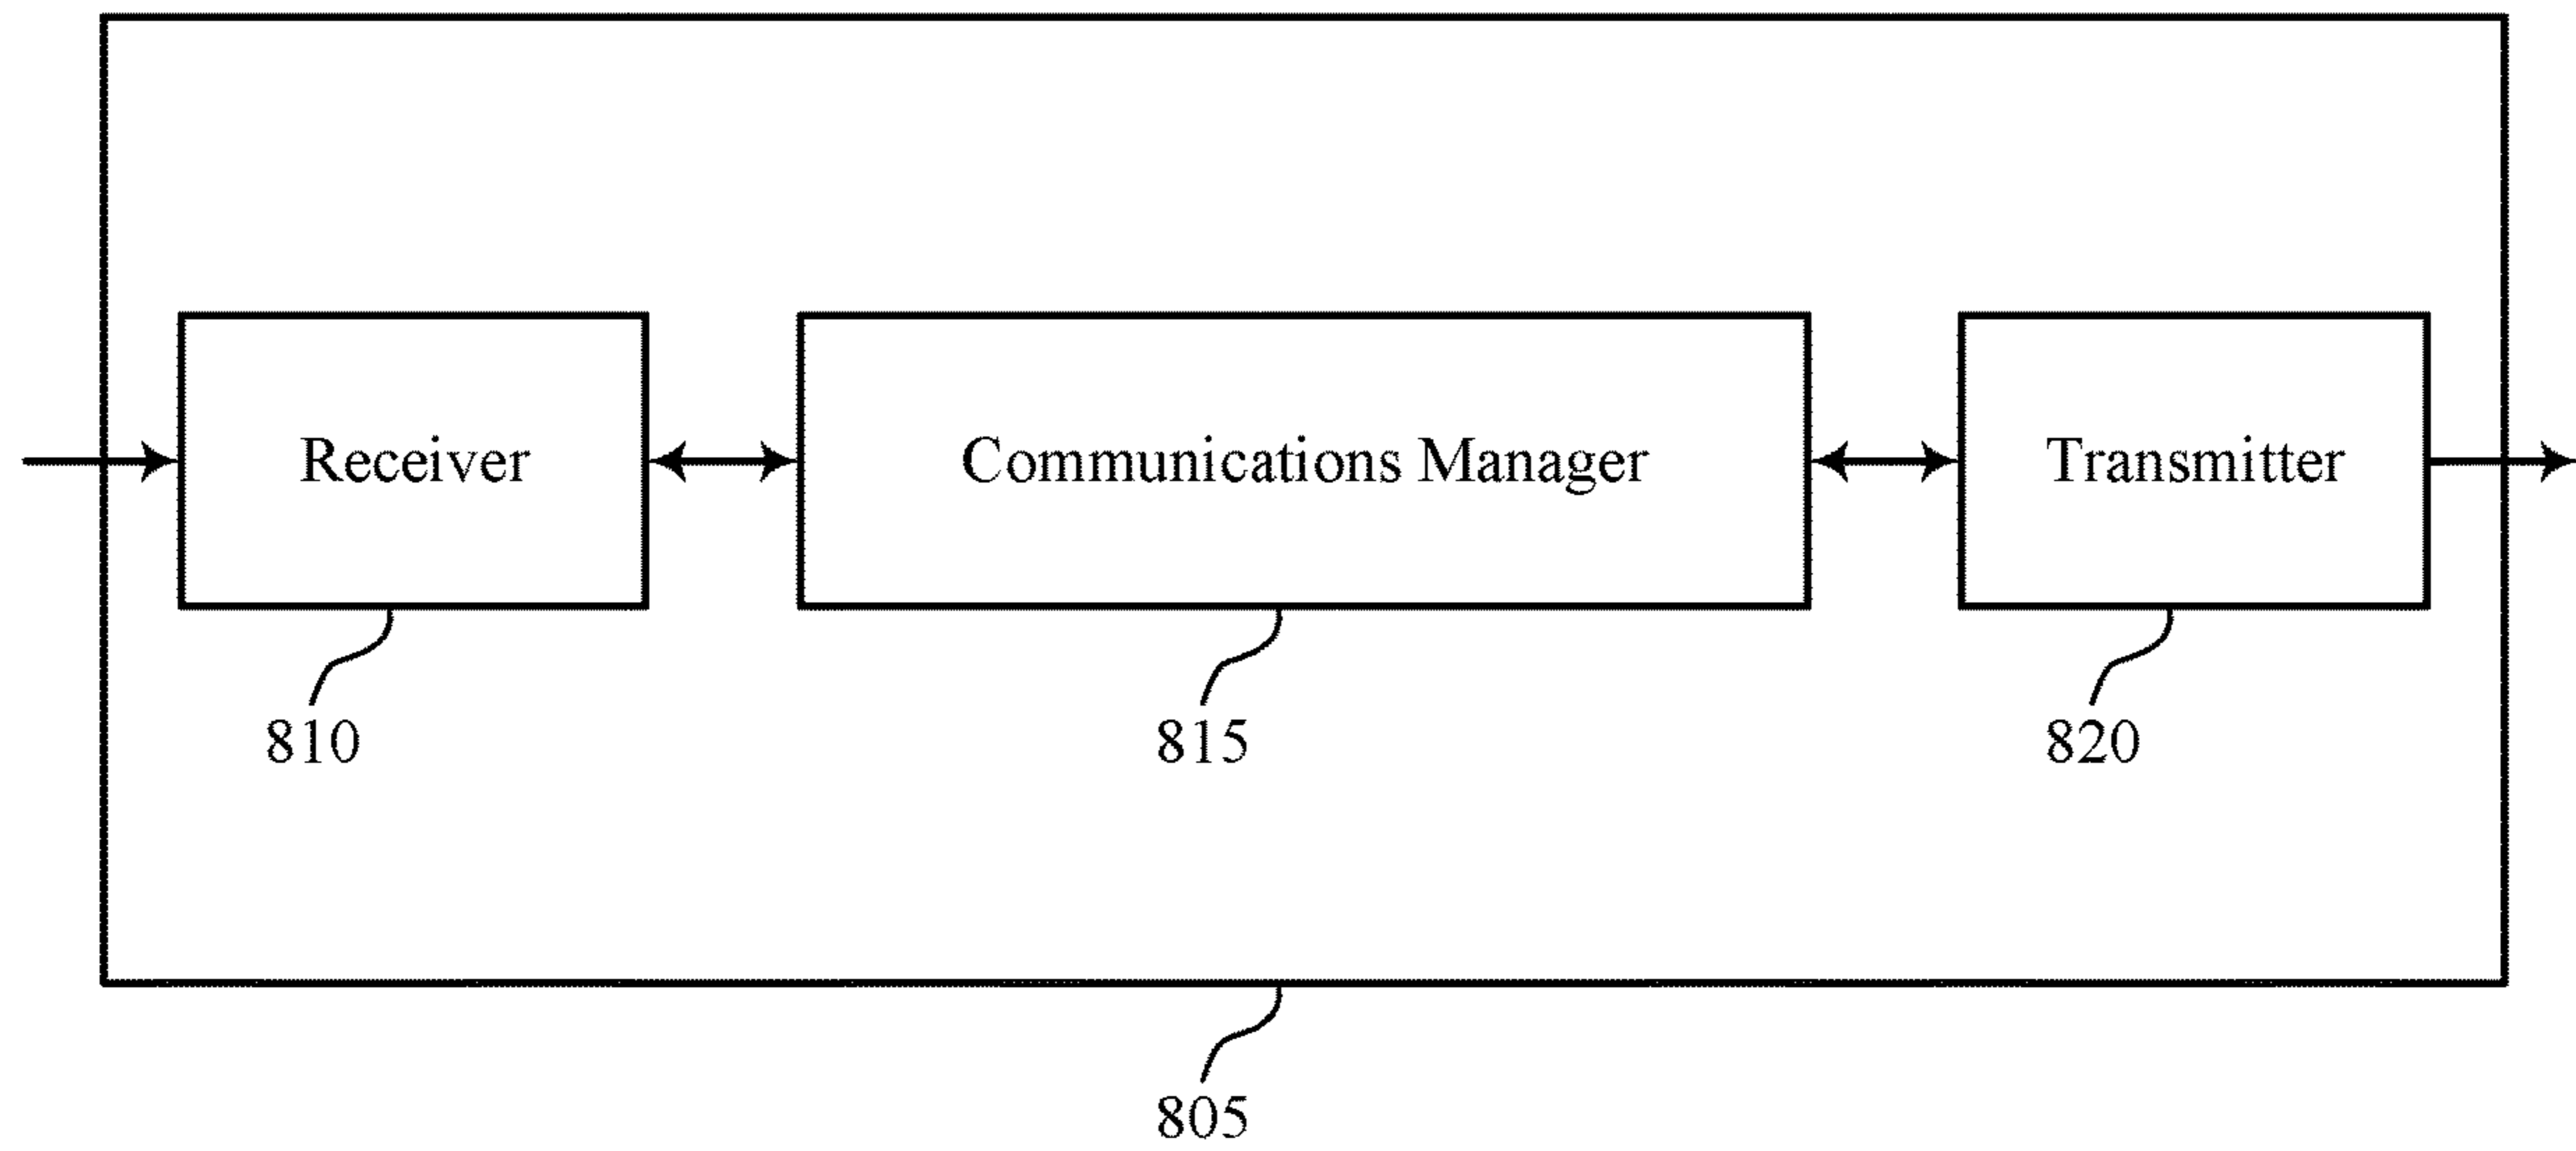 Receiver
Communications Manager
Transmitter
810
815
820
805